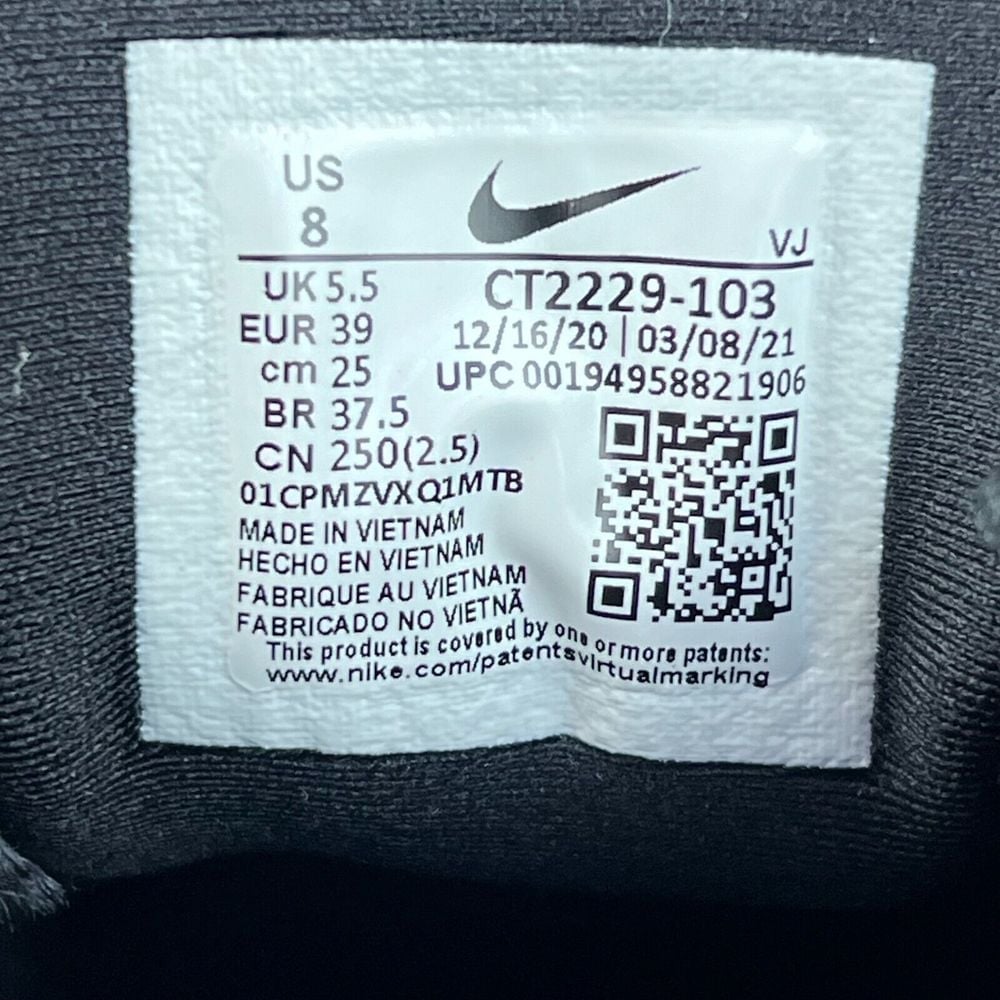 US
8
VJ
UK 5.5
EUR 39
cm 25
BR 37.5
CN 250(2.5)
CT2229-103
12/16/20 | 03/08/21
UPC 00194958821906
01CPMZVXQ1MTB
MADE IN VIETNAM
HECHO EN VIETNAM
FABRIQUE AU VIETNAM
FABRICADO NO VIETNÃ
This product is covered by one or more patents:
www.nike.com/patentsvirtualmarking